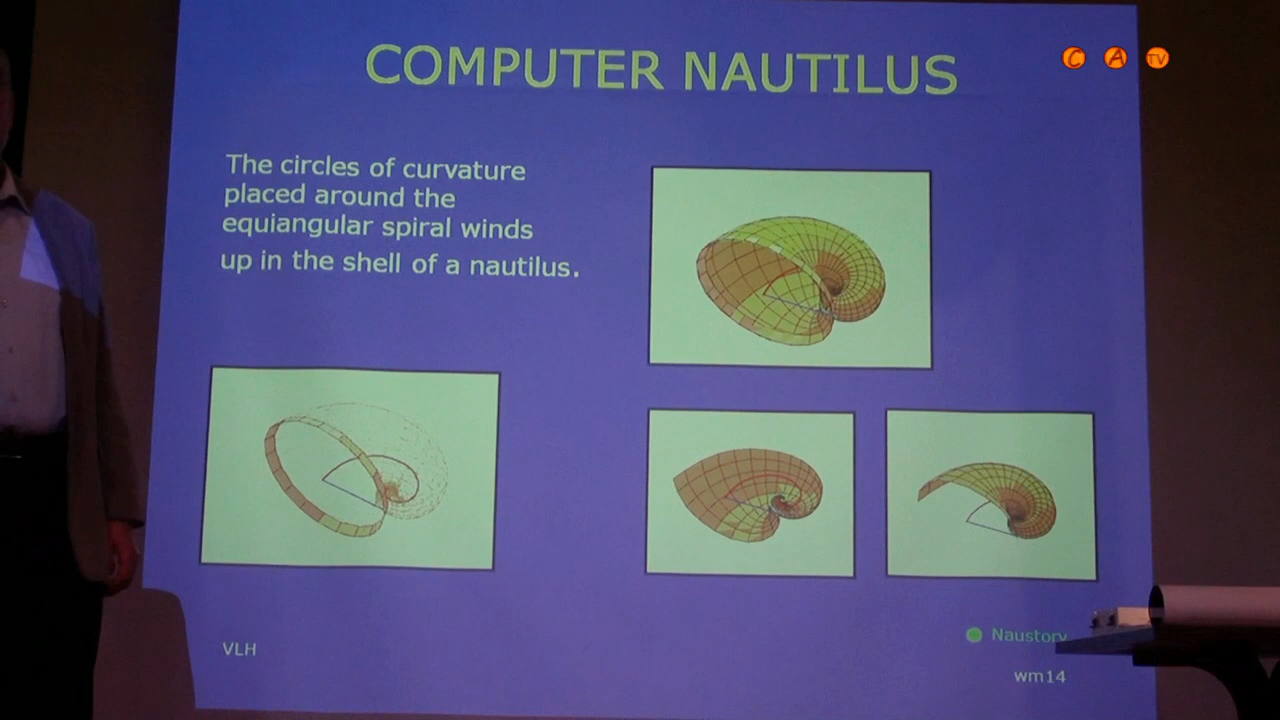 COMPUTER NAUTILUS
C A TV
The circles of curvature
placed around the
equiangular spiral winds
up in the shell of a nautilus.
VLH
Naustory
wm14